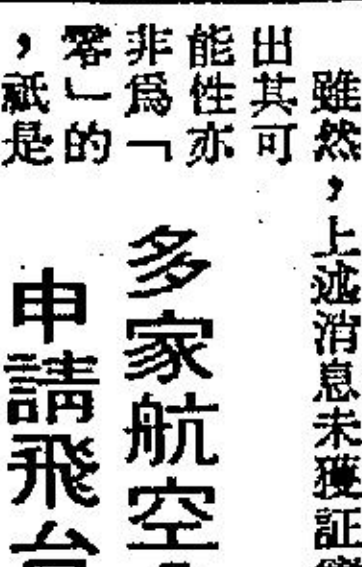 雖然，上述消息未獲証
出其可
能性亦
非爲「
零」的
，祇是
多家航空
申請飛台